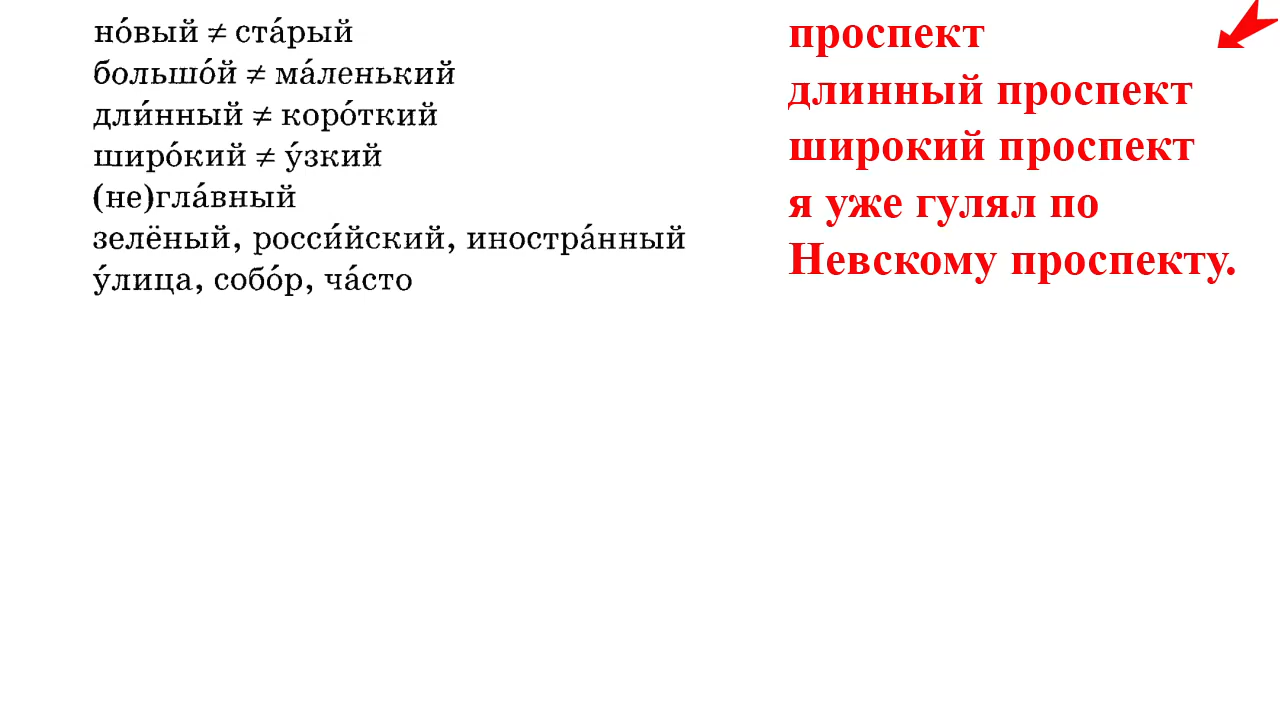 но́вый ≠ ста́рый
большо́й ≠ ма́ленький
дли́нный ≠ коро́ткий
широ́кий ≠ у́зкий
(не)гла́вный
зелёный, росси́йский, иностра́нный
у́лица, собо́р, ча́сто
проспект
длинный проспект
широкий проспект
я уже гулял по
Невскому проспекту.